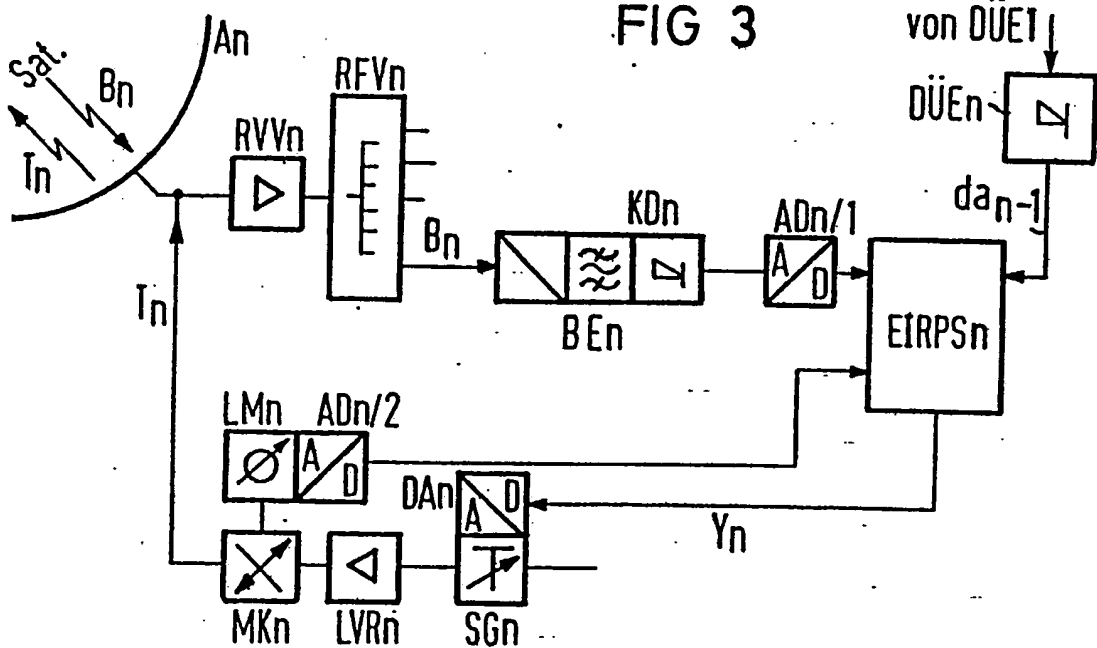 FIG 3
von DÜE1
An
Sat.
Bn
Tn
RFVn
RVVn
DÜEn
da n-1
KDn
ADn/1
Bn
A
D
Tn
BEn
EIRPSn
LMn
ADn/2
A
D
DAn
D
A
Yn
MKn
LVRn
SGn